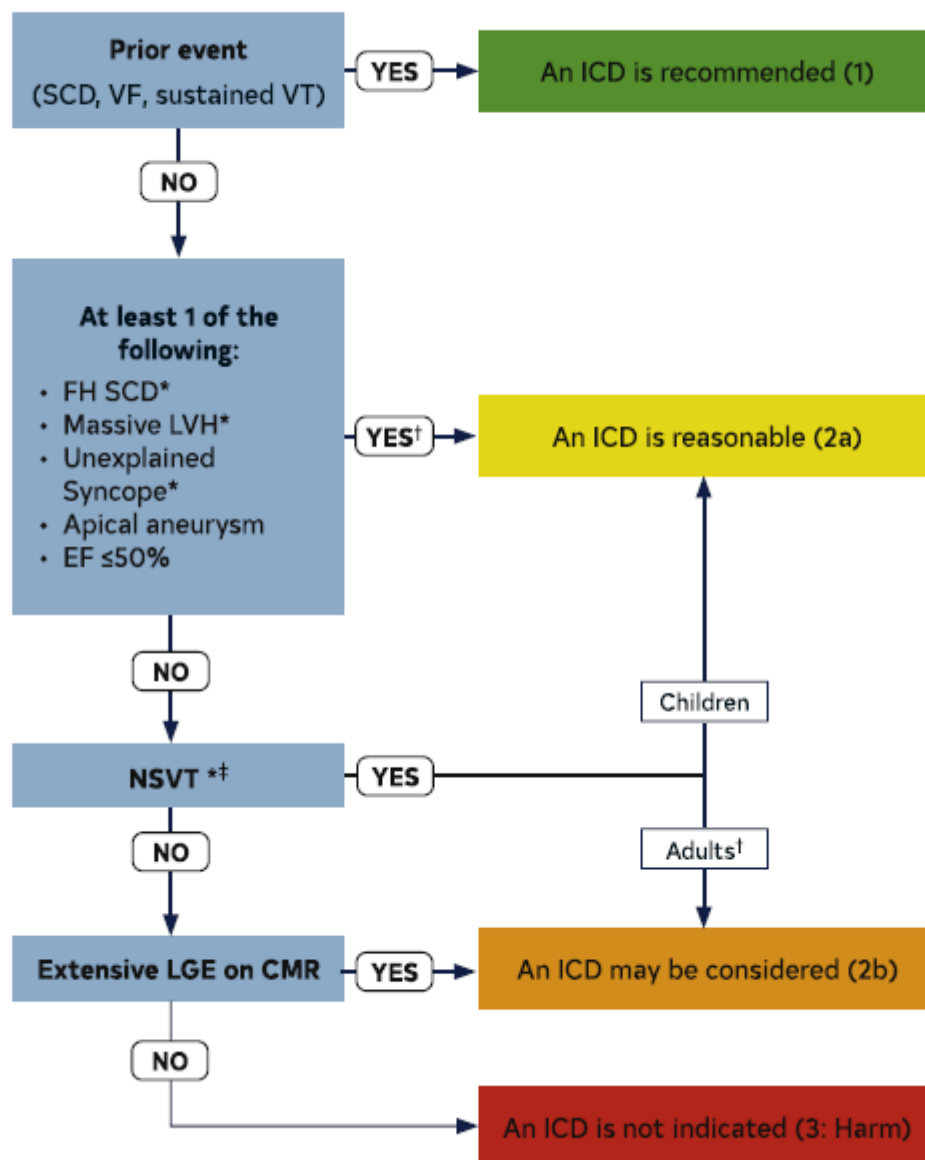 Prior event
(SCD, VF, sustained VT)
YES
An ICD is recommended (1)
NO
At least 1 of the
following:
• FH SCD*
• Massive LVH*
• Unexplained
Syncope*
• Apical aneurysm
• EF ≤50%
YES†
An ICD is reasonable (2a)
NO
Children
NSVT *‡
YES
NO
Adults†
Extensive LGE on CMR
YES
An ICD may be considered (2b)
NO
An ICD is not indicated (3: Harm)